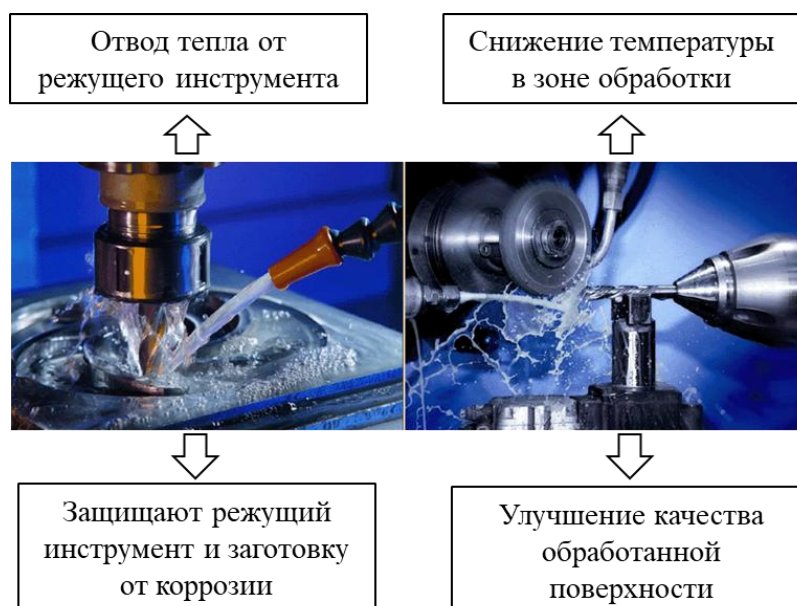 Отвод тепла от
режущего инструмента
Снижение температуры
в зоне обработки
Защищают режущий
инструмент и заготовку
от коррозии
Улучшение качества
обработанной
поверхности